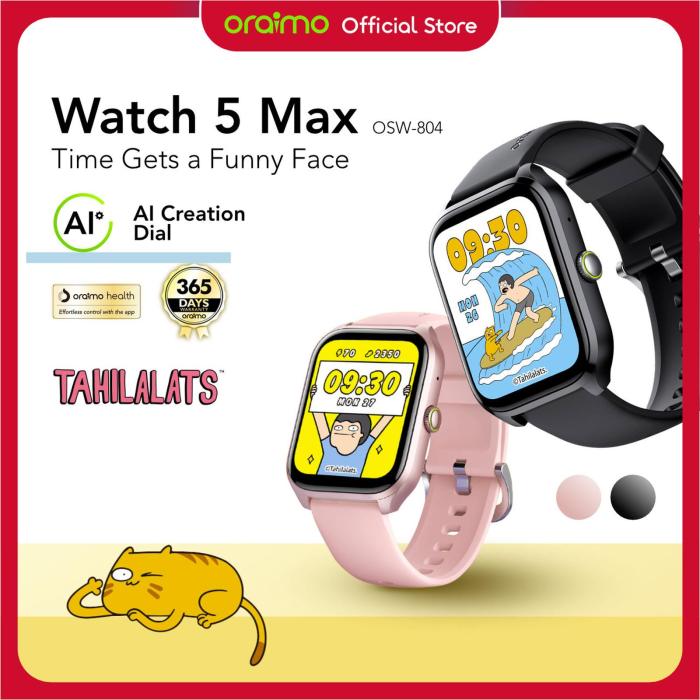 oraimo Official Store
Watch 5 Max OSW-804
Time Gets a Funny Face
AI
AI Creation
Dial
oraimo health
Effortless control with the app
365
DAYS
WARRANTY
oraimo
TAHILALATS™
09:30
MON
26
©Tahilalats.
70 2350
09:30
MON 27
©Tahilalats.